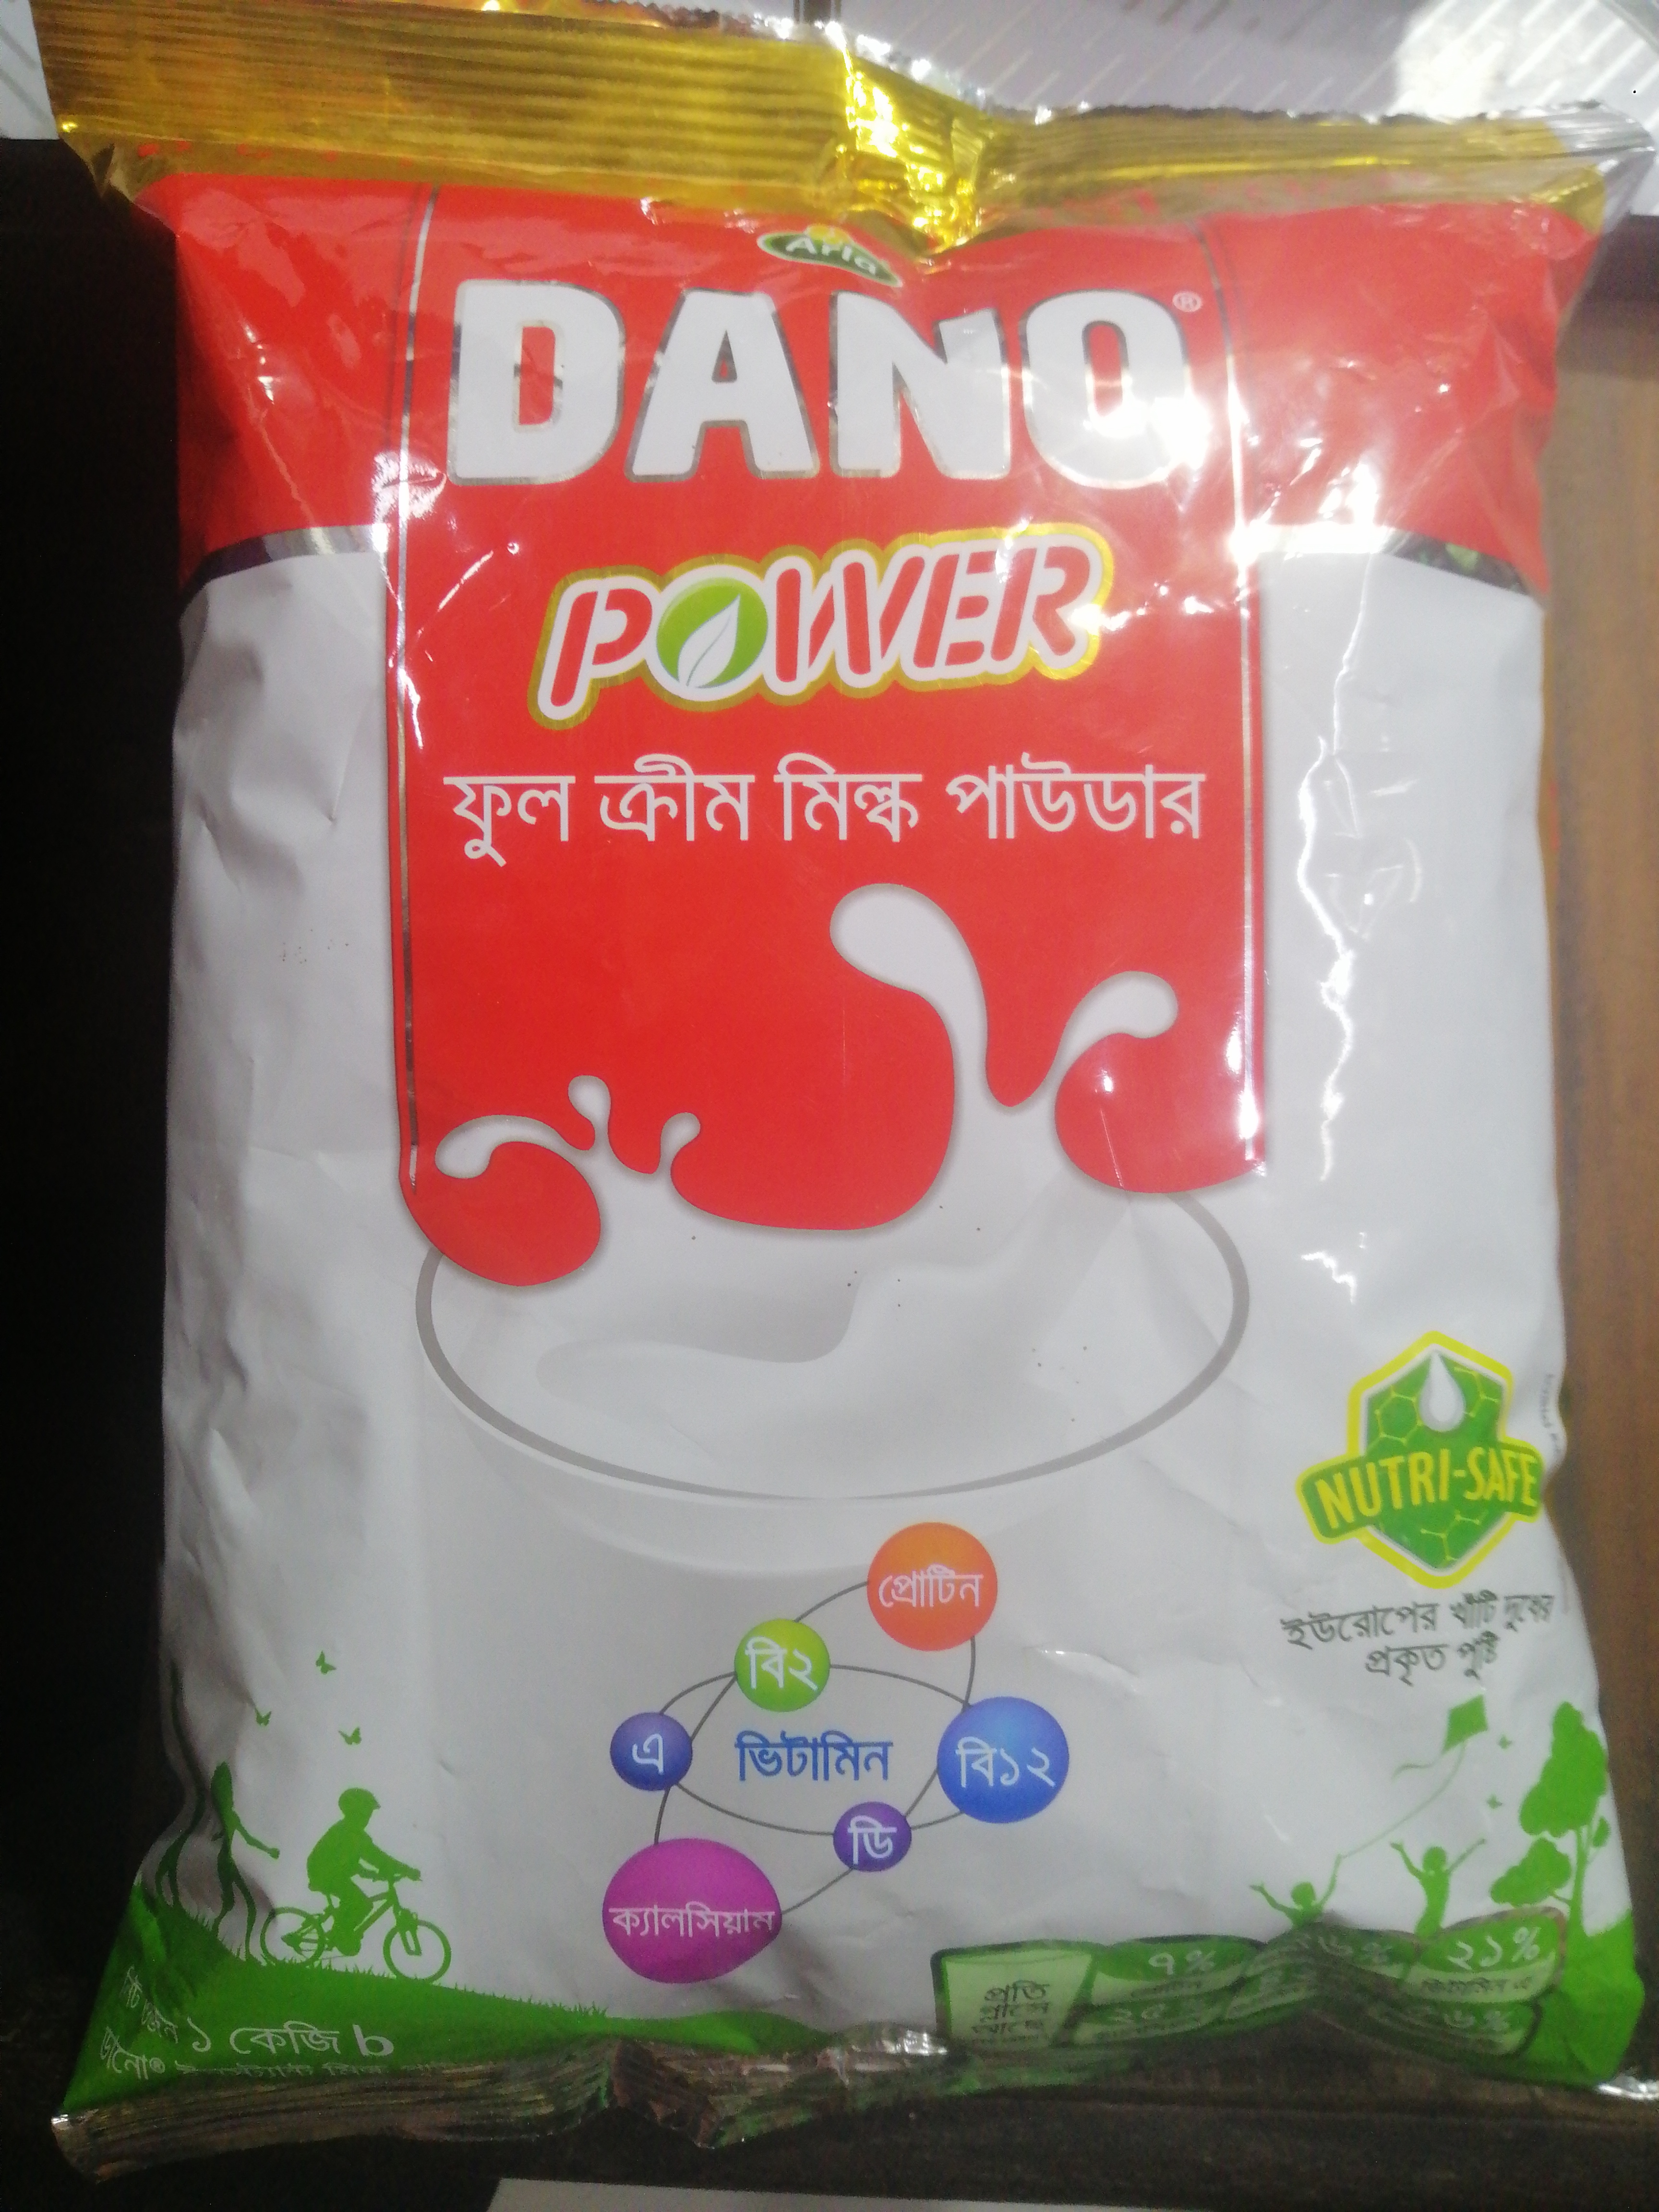 Arla
DANO®
POWER
ফুল ক্রীম মিল্ক পাউডার
NUTRI-SAFE
ইউরোপের খাঁটি দুধের
প্রকৃত পুষ্টি
প্রোটিন
বি২
এ
ভিটামিন
বি১২
ডি
ক্যালসিয়াম
প্রতি
৭% ২১%
১ কেজি b
ডানো®